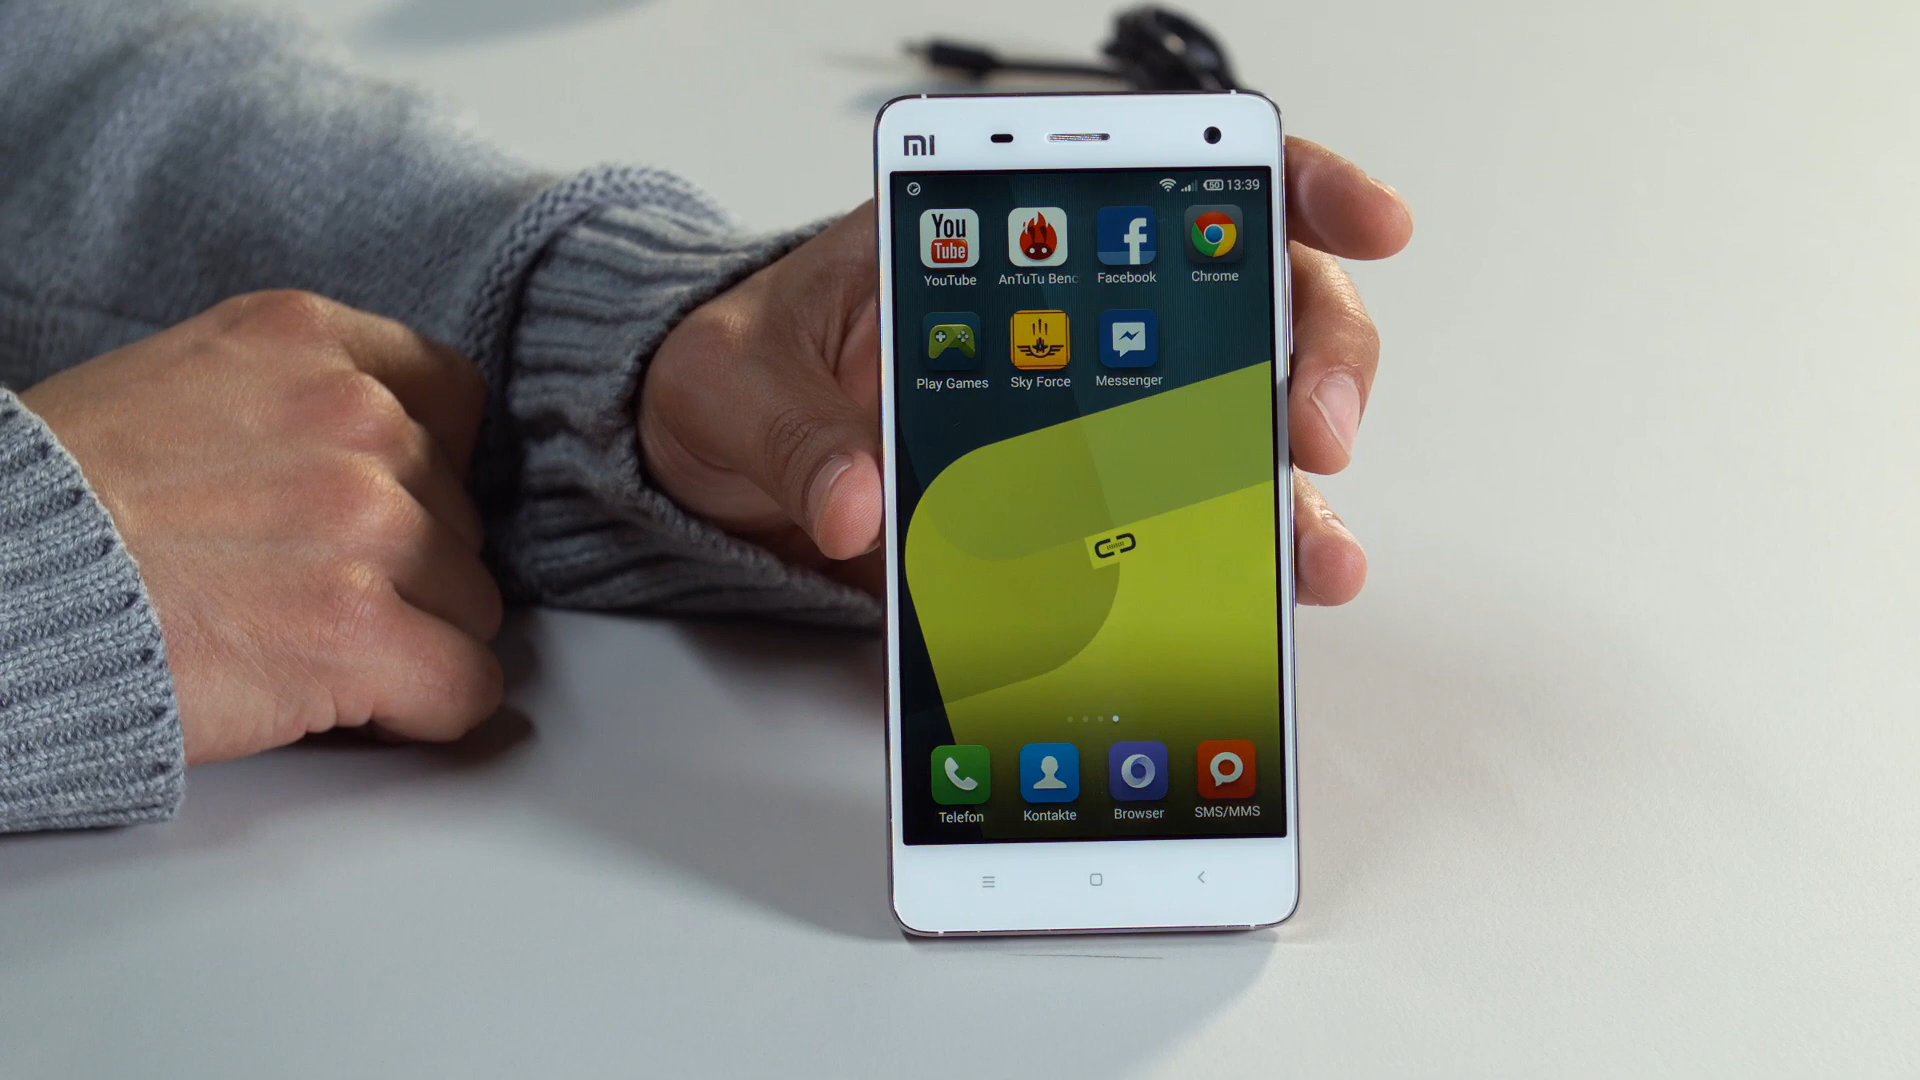 MI
50 13:39
You
Tube
YouTube AnTuTu Benc Facebook Chrome
Play Games Sky Force Messenger
Telefon Kontakte Browser SMS/MMS